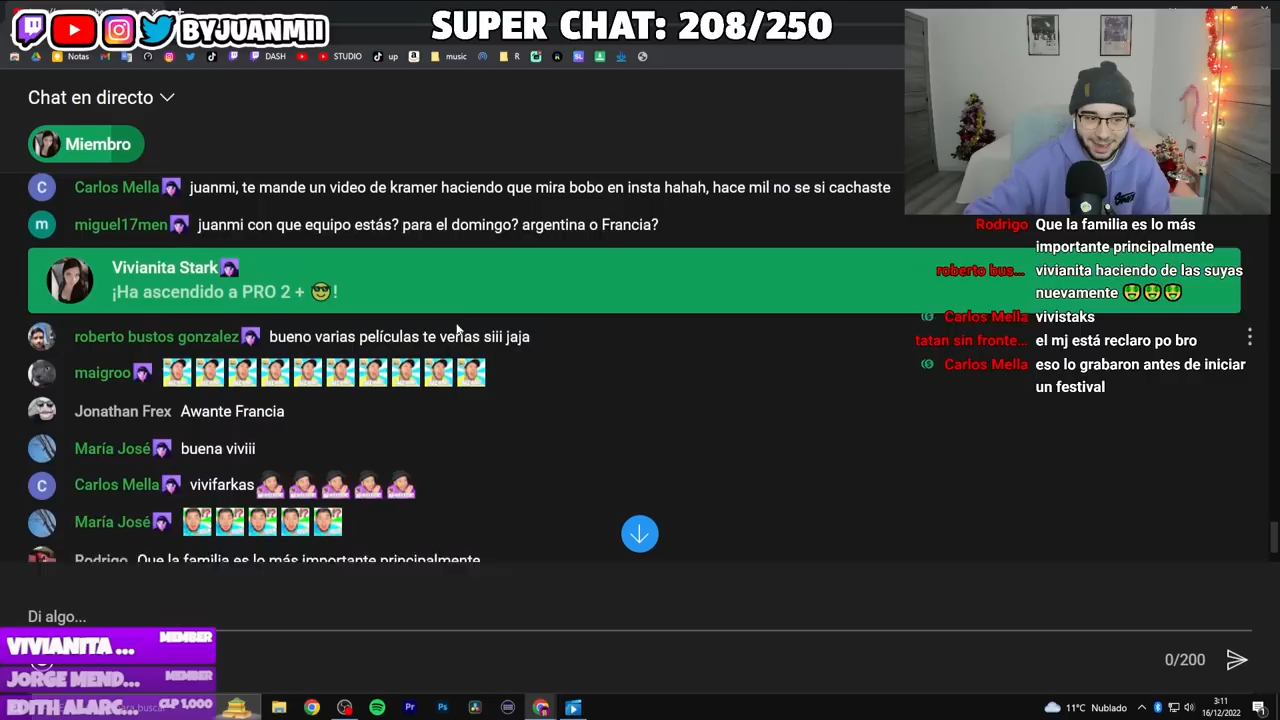 BYJUANMII
SUPER CHAT: 208/250
Notas
DASH
STUDIO
up
music
R
Chat en directo
Miembro
Carlos Mella juanmi, te mande un video de kramer haciendo que mira bobo en insta hahah, hace mil no se si cachaste
miguel17men juanmi con que equipo estás? para el domingo? argentina o Francia?
Vivianita Stark
¡Ha ascendido a PRO 2 + 😎!
roberto bustos gonzalez bueno varias películas te verías siii jaja
maigroo
Jonathan Frex Awante Francia
María José buena viviii
Carlos Mella vivifarkas
María José
Rodrigo Que la familia es lo más importante principalmente
Rodrigo Que la familia es lo más
importante principalmente
roberto bus... vivianita haciendo de las suyas
nuevamente 🤑🤑🤑
Carlos Mella vivistaks
tatan sin fronte... el mj está reclaro po bro
Carlos Mella eso lo grabaron antes de iniciar
un festival
Di algo...
0/200
VIVIANITA ... MEMBER
JORGE MEND... MEMBER
EDITH ALARC... CLP 1,000
buscar
11°C Nublado
3:11
16/12/2022